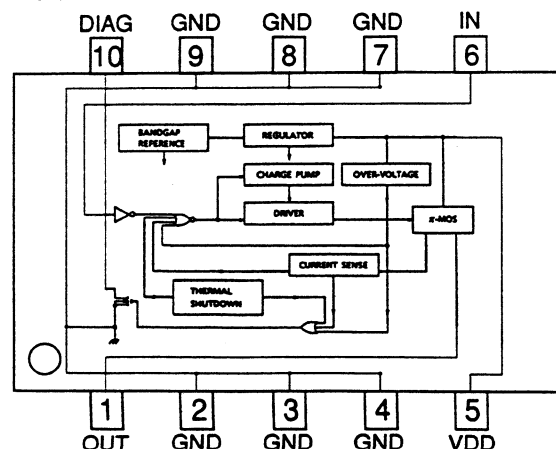 DIAG GND GND GND IN
10 9 8 7 6
BANDGAP
REFERENCE
REGULATOR
CHARGE PUMP
OVER-VOLTAGE
DRIVER
π-MOS
CURRENT SENSE
THERMAL
SHUTDOWN
1 2 3 4 5
OUT GND GND GND VDD